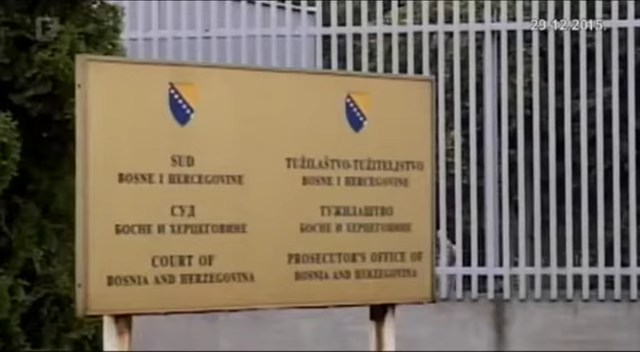 29.12.2015.
SUD
BOSNE I HERCEGOVINE
СУД
БОСНЕ И ХЕРЦЕГОВИНЕ
COURT OF
BOSNIA AND HERZEGOVINA
TUŽILAŠTVO-TUŽITELJSTVO
BOSNE I HERCEGOVINE
ТУЖИЛАШТВО
БОСНЕ И ХЕРЦЕГОВИНЕ
PROSECUTOR'S OFFICE OF
BOSNIA AND HERZEGOVINA